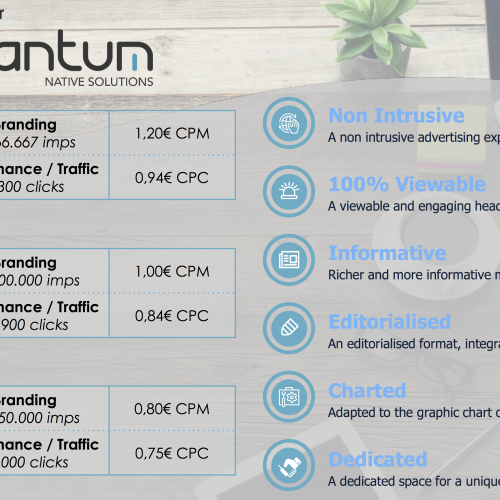 r
antum
NATIVE SOLUTIONS
Branding
66.667 imps
1,20€ CPM
mance / Traffic
800 clicks
0,94€ CPC
Branding
00.000 imps
1,00€ CPM
mance / Traffic
900 clicks
0,84€ CPC
Branding
50.000 imps
0,80€ CPM
mance / Traffic
000 clicks
0,75€ CPC
Non Intrusive
A non intrusive advertising exp
100% Viewable
A viewable and engaging head
Informative
Richer and more informative m
Editorialised
An editorialised format, integra
Charted
Adapted to the graphic chart o
Dedicated
A dedicated space for a unique